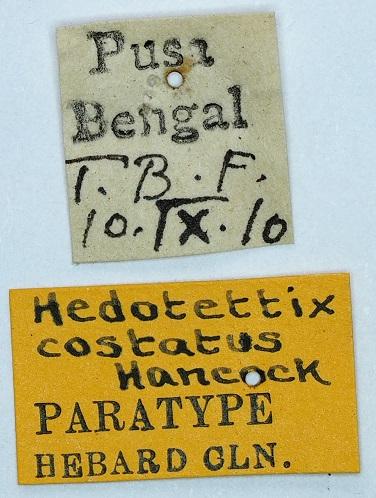 Pusa
Bengal
T. B. F.
10.IX.10
Hedotettix
costatus
Hancock
PARATYPE
HEBARD CLN.